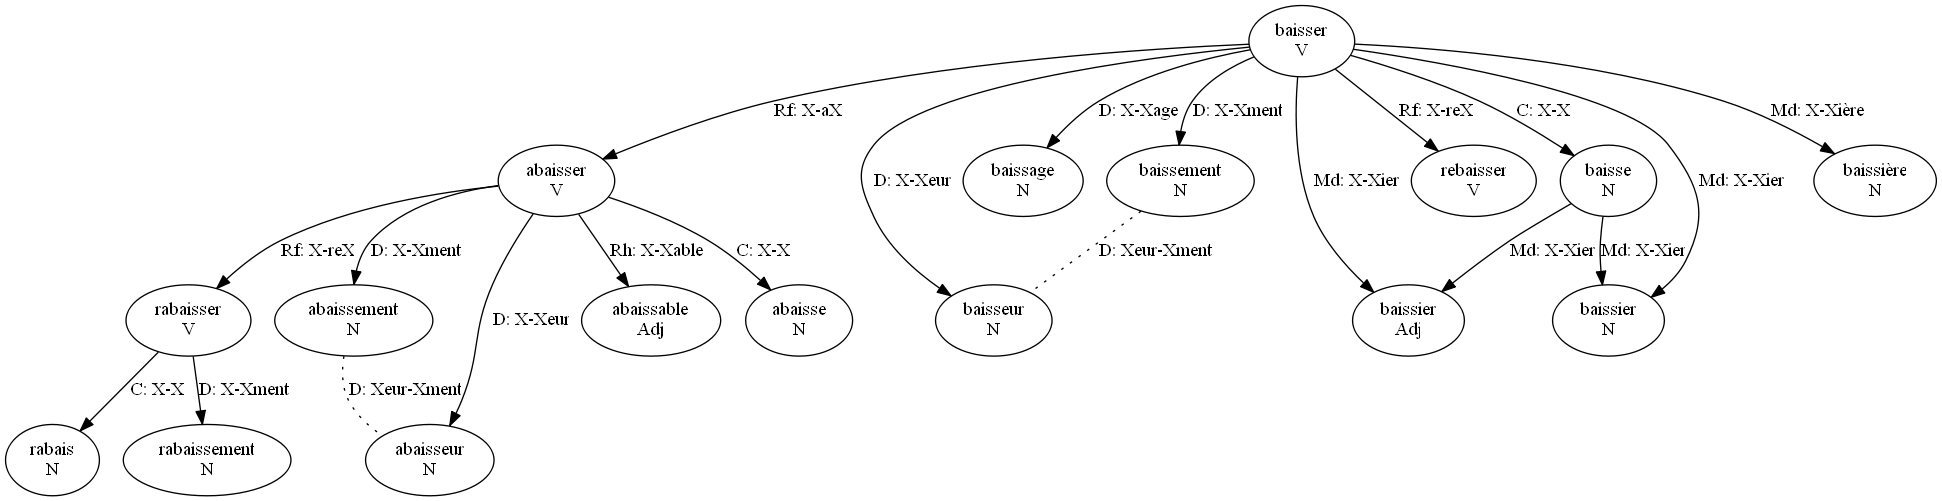 baisser
V
Rf: X-aX
D: X-Xage
D: X-Xment
Rf: X-reX
C: X-X
Md: X-Xière
abaisser
V
D: X-Xeur
baissage
N
baissement
N
Md: X-Xier
rebaisser
V
baisse
N
Md: X-Xier
baissière
N
Rf: X-reX
D: X-Xment
Rh: X-Xable
C: X-X
D: Xeur-Xment
Md: X-Xier
Md: X-Xier
rabaisser
V
abaissement
N
D: X-Xeur
abaissable
Adj
abaisse
N
baisseur
N
baissier
Adj
baissier
N
C: X-X
D: X-Xment
D: Xeur-Xment
rabais
N
rabaissement
N
abaisseur
N